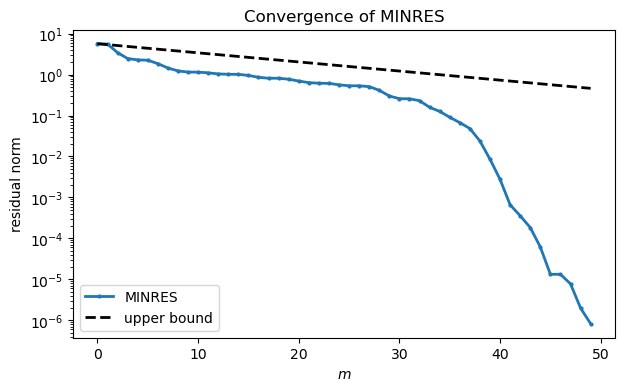 Convergence of MINRES
residual norm
10^1
10^0
10^-1
10^-2
10^-3
10^-4
10^-5
10^-6
MINRES
upper bound
0 10 20 30 40 50
m